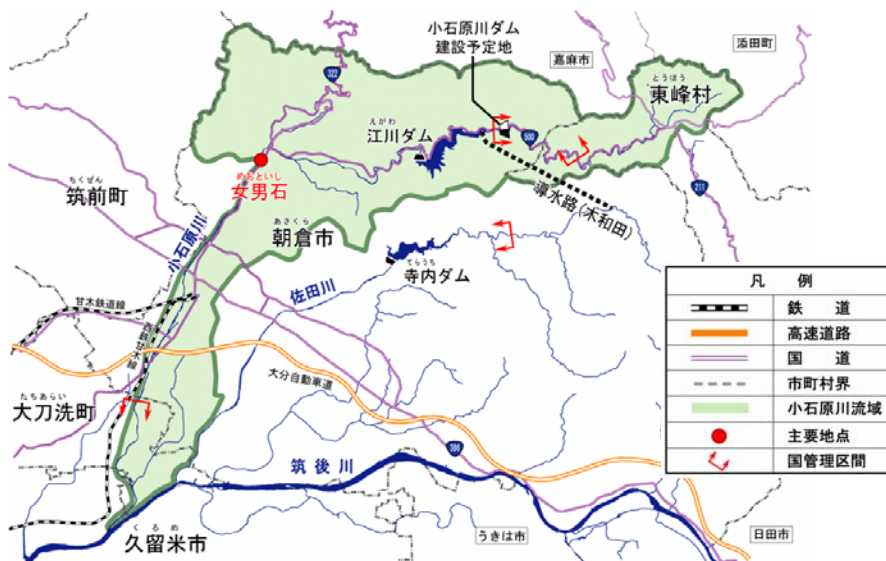 小石原川ダム
建設予定地
嘉麻市
添田町
とうほう
東峰村
322
えがわ
江川ダム
500
めおといし
女男石
211
ちくぜん
筑前町
導水路(木和田)
あさくら
朝倉市
小石原川
てらうち
寺内ダム
佐田川
甘木鉄道線
西鉄甘木線
大分自動車道
たちあらい
大刀洗町
386
筑後川
くるめ
久留米市
うきは市
日田市
凡 例
鉄 道
高速道路
国 道
市町村界
小石原川流域
主要地点
国管理区間